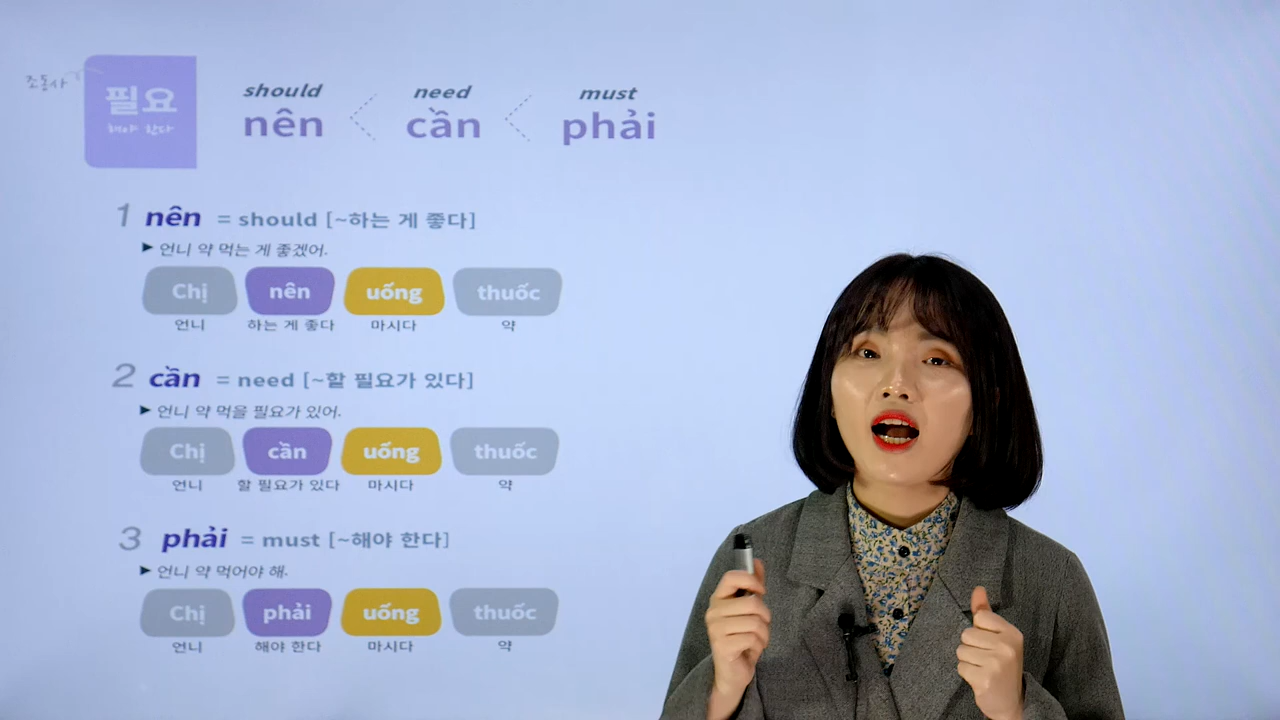 조동사
필요
해야 한다
should need must
nên cần phải
1 nên = should [~하는 게 좋다]
▶ 언니 약 먹는 게 좋겠어.
Chị nên uống thuốc
언니 하는 게 좋다 마시다 약
2 cần = need [~할 필요가 있다]
▶ 언니 약 먹을 필요가 있어.
Chị cần uống thuốc
언니 할 필요가 있다 마시다 약
3 phải = must [~해야 한다]
▶ 언니 약 먹어야 해.
Chị phải uống thuốc
언니 해야 한다 마시다 약